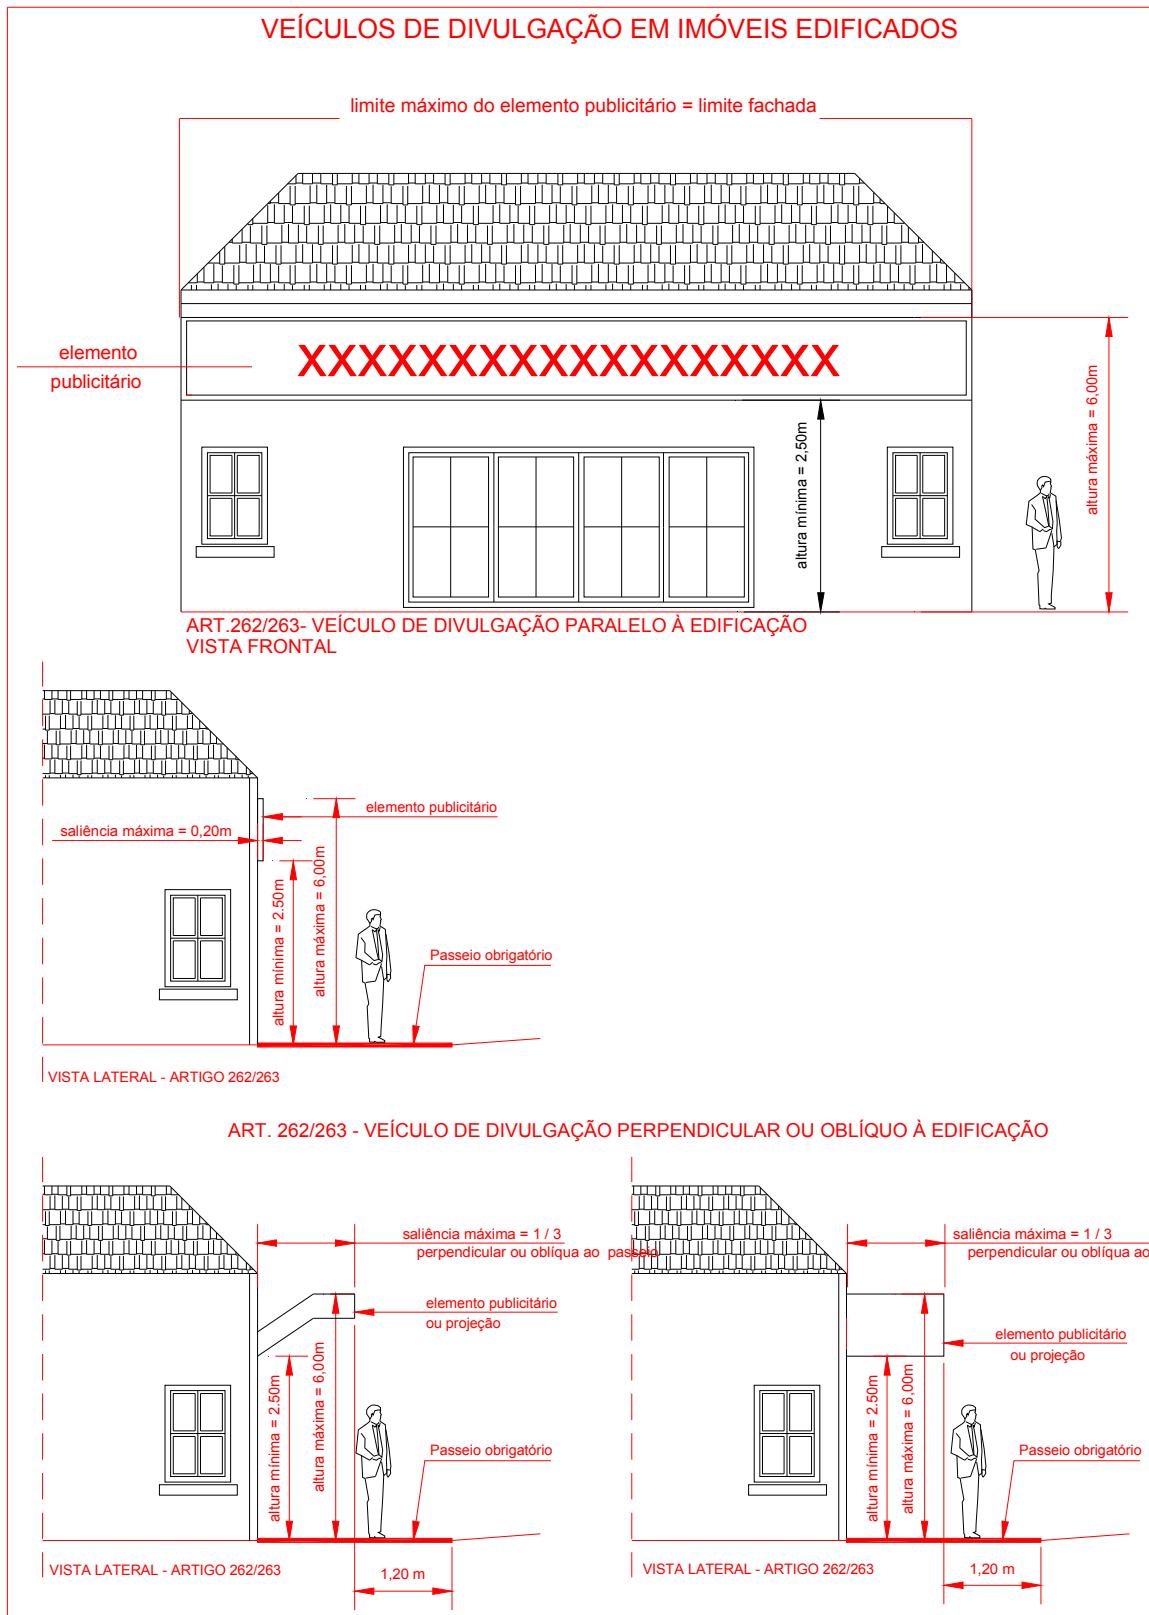 VEÍCULOS DE DIVULGAÇÃO EM IMÓVEIS EDIFICADOS
limite máximo do elemento publicitário = limite fachada
elemento
publicitário
XXXXXXXXXXXXXXXXXX
altura mínima = 2,50m
altura máxima = 6,00m
ART.262/263- VEÍCULO DE DIVULGAÇÃO PARALELO À EDIFICAÇÃO
VISTA FRONTAL
elemento publicitário
saliência máxima = 0,20m
altura mínima = 2.50m
altura máxima = 6,00m
Passeio obrigatório
VISTA LATERAL - ARTIGO 262/263
ART. 262/263 - VEÍCULO DE DIVULGAÇÃO PERPENDICULAR OU OBLÍQUO À EDIFICAÇÃO
saliência máxima = 1 / 3
perpendicular ou oblíqua ao passeio
elemento publicitário
ou projeção
altura mínima = 2.50m
altura máxima = 6,00m
Passeio obrigatório
VISTA LATERAL - ARTIGO 262/263
1,20 m
saliência máxima = 1 / 3
perpendicular ou oblíqua ao
elemento publicitário
ou projeção
altura mínima = 2.50m
altura máxima = 6,00m
Passeio obrigatório
VISTA LATERAL - ARTIGO 262/263
1,20 m